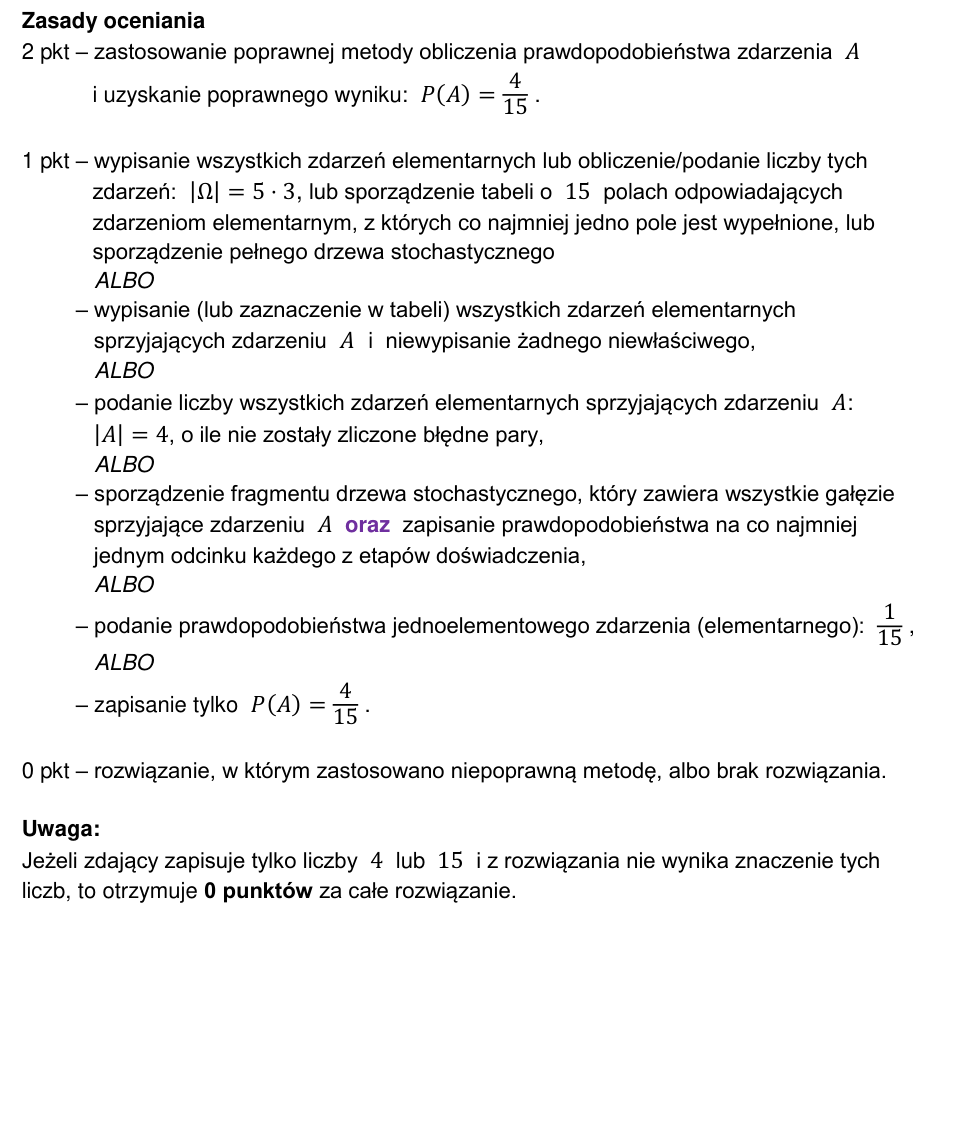 Zasady oceniania
2 pkt – zastosowanie poprawnej metody obliczenia prawdopodobieństwa zdarzenia A
i uzyskanie poprawnego wyniku: P(A) = 4/15 .
1 pkt – wypisanie wszystkich zdarzeń elementarnych lub obliczenie/podanie liczby tych
zdarzeń: |Ω| = 5 · 3, lub sporządzenie tabeli o 15 polach odpowiadających
zdarzeniom elementarnym, z których co najmniej jedno pole jest wypełnione, lub
sporządzenie pełnego drzewa stochastycznego
ALBO
– wypisanie (lub zaznaczenie w tabeli) wszystkich zdarzeń elementarnych
sprzyjających zdarzeniu A i niewypisanie żadnego niewłaściwego,
ALBO
– podanie liczby wszystkich zdarzeń elementarnych sprzyjających zdarzeniu A:
|A| = 4, o ile nie zostały zliczone błędne pary,
ALBO
– sporządzenie fragmentu drzewa stochastycznego, który zawiera wszystkie gałęzie
sprzyjające zdarzeniu A oraz zapisanie prawdopodobieństwa na co najmniej
jednym odcinku każdego z etapów doświadczenia,
ALBO
– podanie prawdopodobieństwa jednoelementowego zdarzenia (elementarnego): 1/15 ,
ALBO
– zapisanie tylko P(A) = 4/15 .
0 pkt – rozwiązanie, w którym zastosowano niepoprawną metodę, albo brak rozwiązania.
Uwaga:
Jeżeli zdający zapisuje tylko liczby 4 lub 15 i z rozwiązania nie wynika znaczenie tych
liczb, to otrzymuje 0 punktów za całe rozwiązanie.